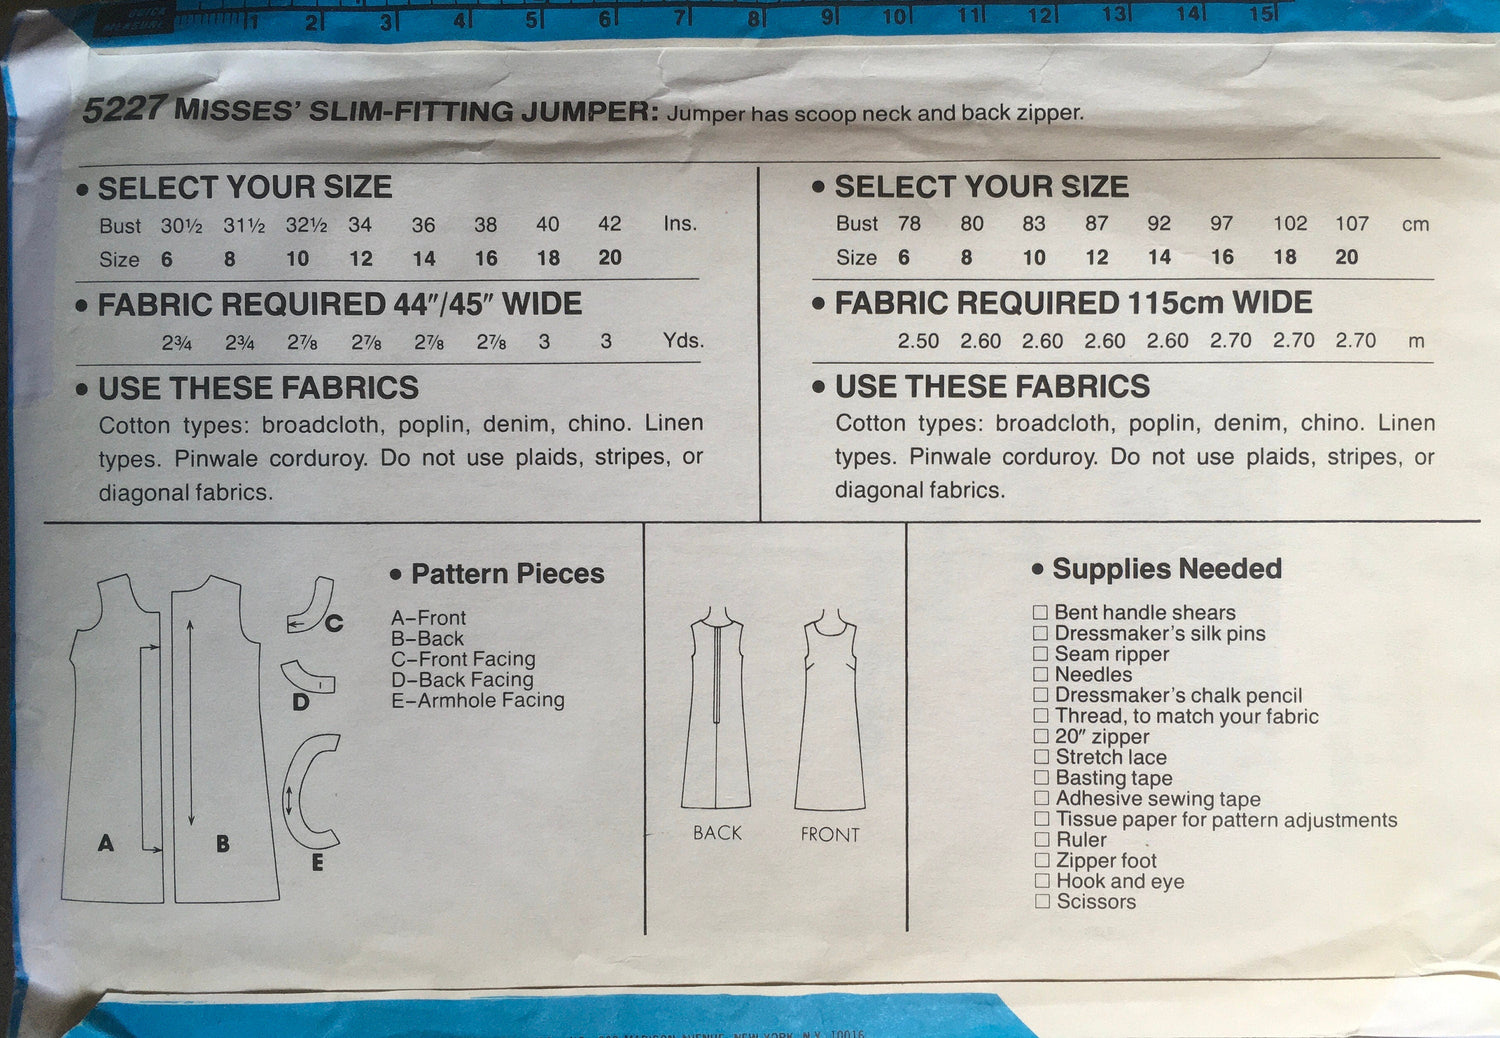 QUICK
1 2 3 4 5 6 7 8 9 10 11 12 13 14 15
5227 MISSES' SLIM-FITTING JUMPER: Jumper has scoop neck and back zipper.
• SELECT YOUR SIZE
Bust 30½ 31½ 32½ 34 36 38 40 42 Ins.
Size 6 8 10 12 14 16 18 20
• FABRIC REQUIRED 44"/45" WIDE
2¾ 2¾ 2⅞ 2⅞ 2⅞ 2⅞ 3 3 Yds.
• USE THESE FABRICS
Cotton types: broadcloth, poplin, denim, chino. Linen
types. Pinwale corduroy. Do not use plaids, stripes, or
diagonal fabrics.
• SELECT YOUR SIZE
Bust 78 80 83 87 92 97 102 107 cm
Size 6 8 10 12 14 16 18 20
• FABRIC REQUIRED 115cm WIDE
2.50 2.60 2.60 2.60 2.60 2.70 2.70 2.70 m
• USE THESE FABRICS
Cotton types: broadcloth, poplin, denim, chino. Linen
types. Pinwale corduroy. Do not use plaids, stripes, or
diagonal fabrics.
A
B
C
D
E
• Pattern Pieces
A–Front
B–Back
C–Front Facing
D–Back Facing
E–Armhole Facing
BACK
FRONT
• Supplies Needed
☐ Bent handle shears
☐ Dressmaker's silk pins
☐ Seam ripper
☐ Needles
☐ Dressmaker's chalk pencil
☐ Thread, to match your fabric
☐ 20" zipper
☐ Stretch lace
☐ Basting tape
☐ Adhesive sewing tape
☐ Tissue paper for pattern adjustments
☐ Ruler
☐ Zipper foot
☐ Hook and eye
☐ Scissors
MADISON AVENUE, NEW YORK, N.Y. 10016